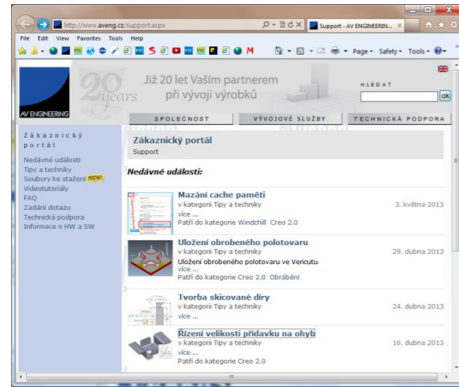 http://www.aveng.cz/support.aspx
Support - AV ENGINEERIN...
File Edit View Favorites Tools Help
Page Safety Tools
20 years
Již 20 let Vaším partnerem
při vývoji výrobků
HLEDAT
ok
AV ENGINEERING
SPOLEČNOST VÝVOJOVÉ SLUŽBY TECHNICKÁ PODPORA
Zákaznický
portál
Nedávné události
Tipy a techniky
Soubory ke stažení NEW!
Videotutoriály
FAQ
Zadání dotazu
Technická podpora
Informace o HW a SW
Zákaznický portál
Support
Nedávné události:
Mazání cache paměti
v kategorii Tipy a techniky 3. května 2013
více ...
Patří do kategorie Windchill Creo 2.0
Uložení obrobeného polotovaru
v kategorii Tipy a techniky 29. dubna 2013
Uložení obrobeného polotovaru ve Vericutu
více ...
Patří do kategorie Creo 2.0 Obrábění
Tvorba skicované díry
v kategorii Tipy a techniky 24. dubna 2013
více ...
Řízení velikosti přídavku na ohyb
v kategorii Tipy a techniky 16. dubna 2013
více ...
Patří do kategorie Creo 2.0